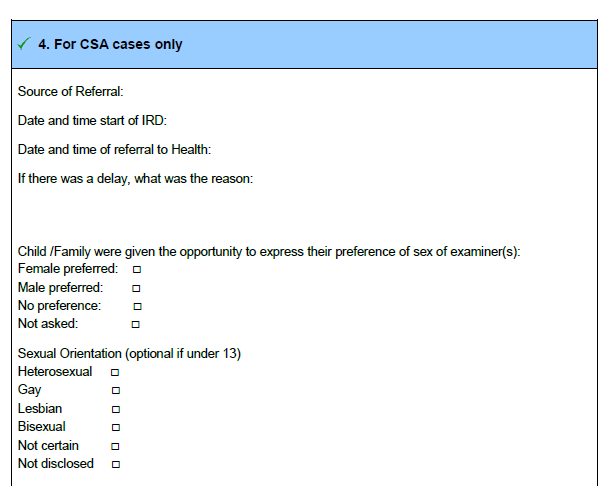 4. For CSA cases only
Source of Referral:
Date and time start of IRD:
Date and time of referral to Health:
If there was a delay, what was the reason:
Child /Family were given the opportunity to express their preference of sex of examiner(s):
Female preferred:
Male preferred:
No preference:
Not asked:
Sexual Orientation (optional if under 13)
Heterosexual
Gay
Lesbian
Bisexual
Not certain
Not disclosed